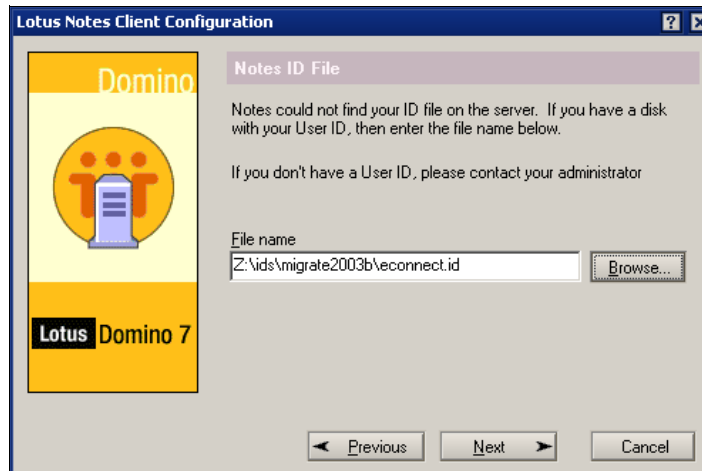 Lotus Notes Client Configuration
Domino
Lotus Domino 7
Notes ID File
Notes could not find your ID file on the server. If you have a disk
with your User ID, then enter the file name below.
If you don't have a User ID, please contact your administrator
File name
Z:\ids\migrate2003b\econnect.id
Browse...
Previous
Next
Cancel